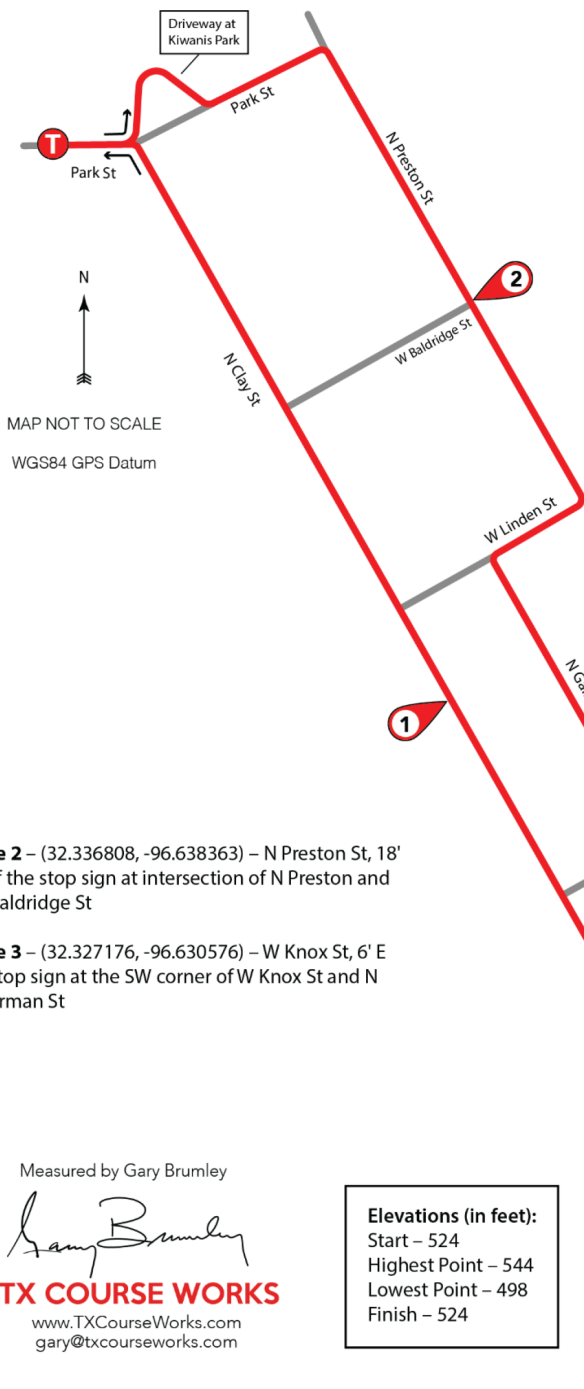 Driveway at
Kiwanis Park
Park St
T
Park St
N Preston St
N
2
W Baldridge St
N Clay St
MAP NOT TO SCALE
WGS84 GPS Datum
W Linden St
1
e 2 – (32.336808, -96.638363) – N Preston St, 18'
f the stop sign at intersection of N Preston and
aldridge St
e 3 – (32.327176, -96.630576) – W Knox St, 6' E
top sign at the SW corner of W Knox St and N
rman St
Measured by Gary Brumley
Gary Brumley
TX COURSE WORKS
www.TXCourseWorks.com
gary@txcourseworks.com
Elevations (in feet):
Start – 524
Highest Point – 544
Lowest Point – 498
Finish – 524